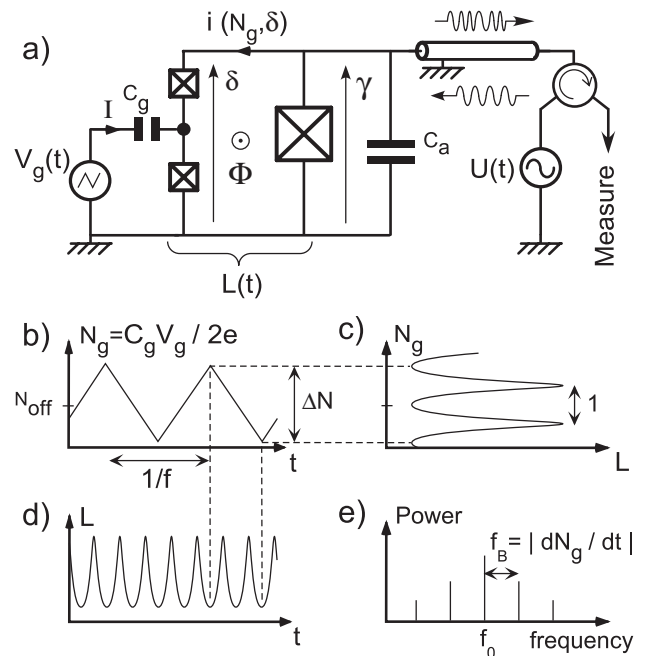 a)
i (N_g,δ)
I
C_g
V_g(t)
δ
Φ
γ
C_a
U(t)
Measure
L(t)
b)
N_g=C_gV_g / 2e
N_off
ΔN
1/f
t
c)
N_g
1
L
d)
L
t
e)
Power
f_B=| dN_g / dt |
f_0
frequency